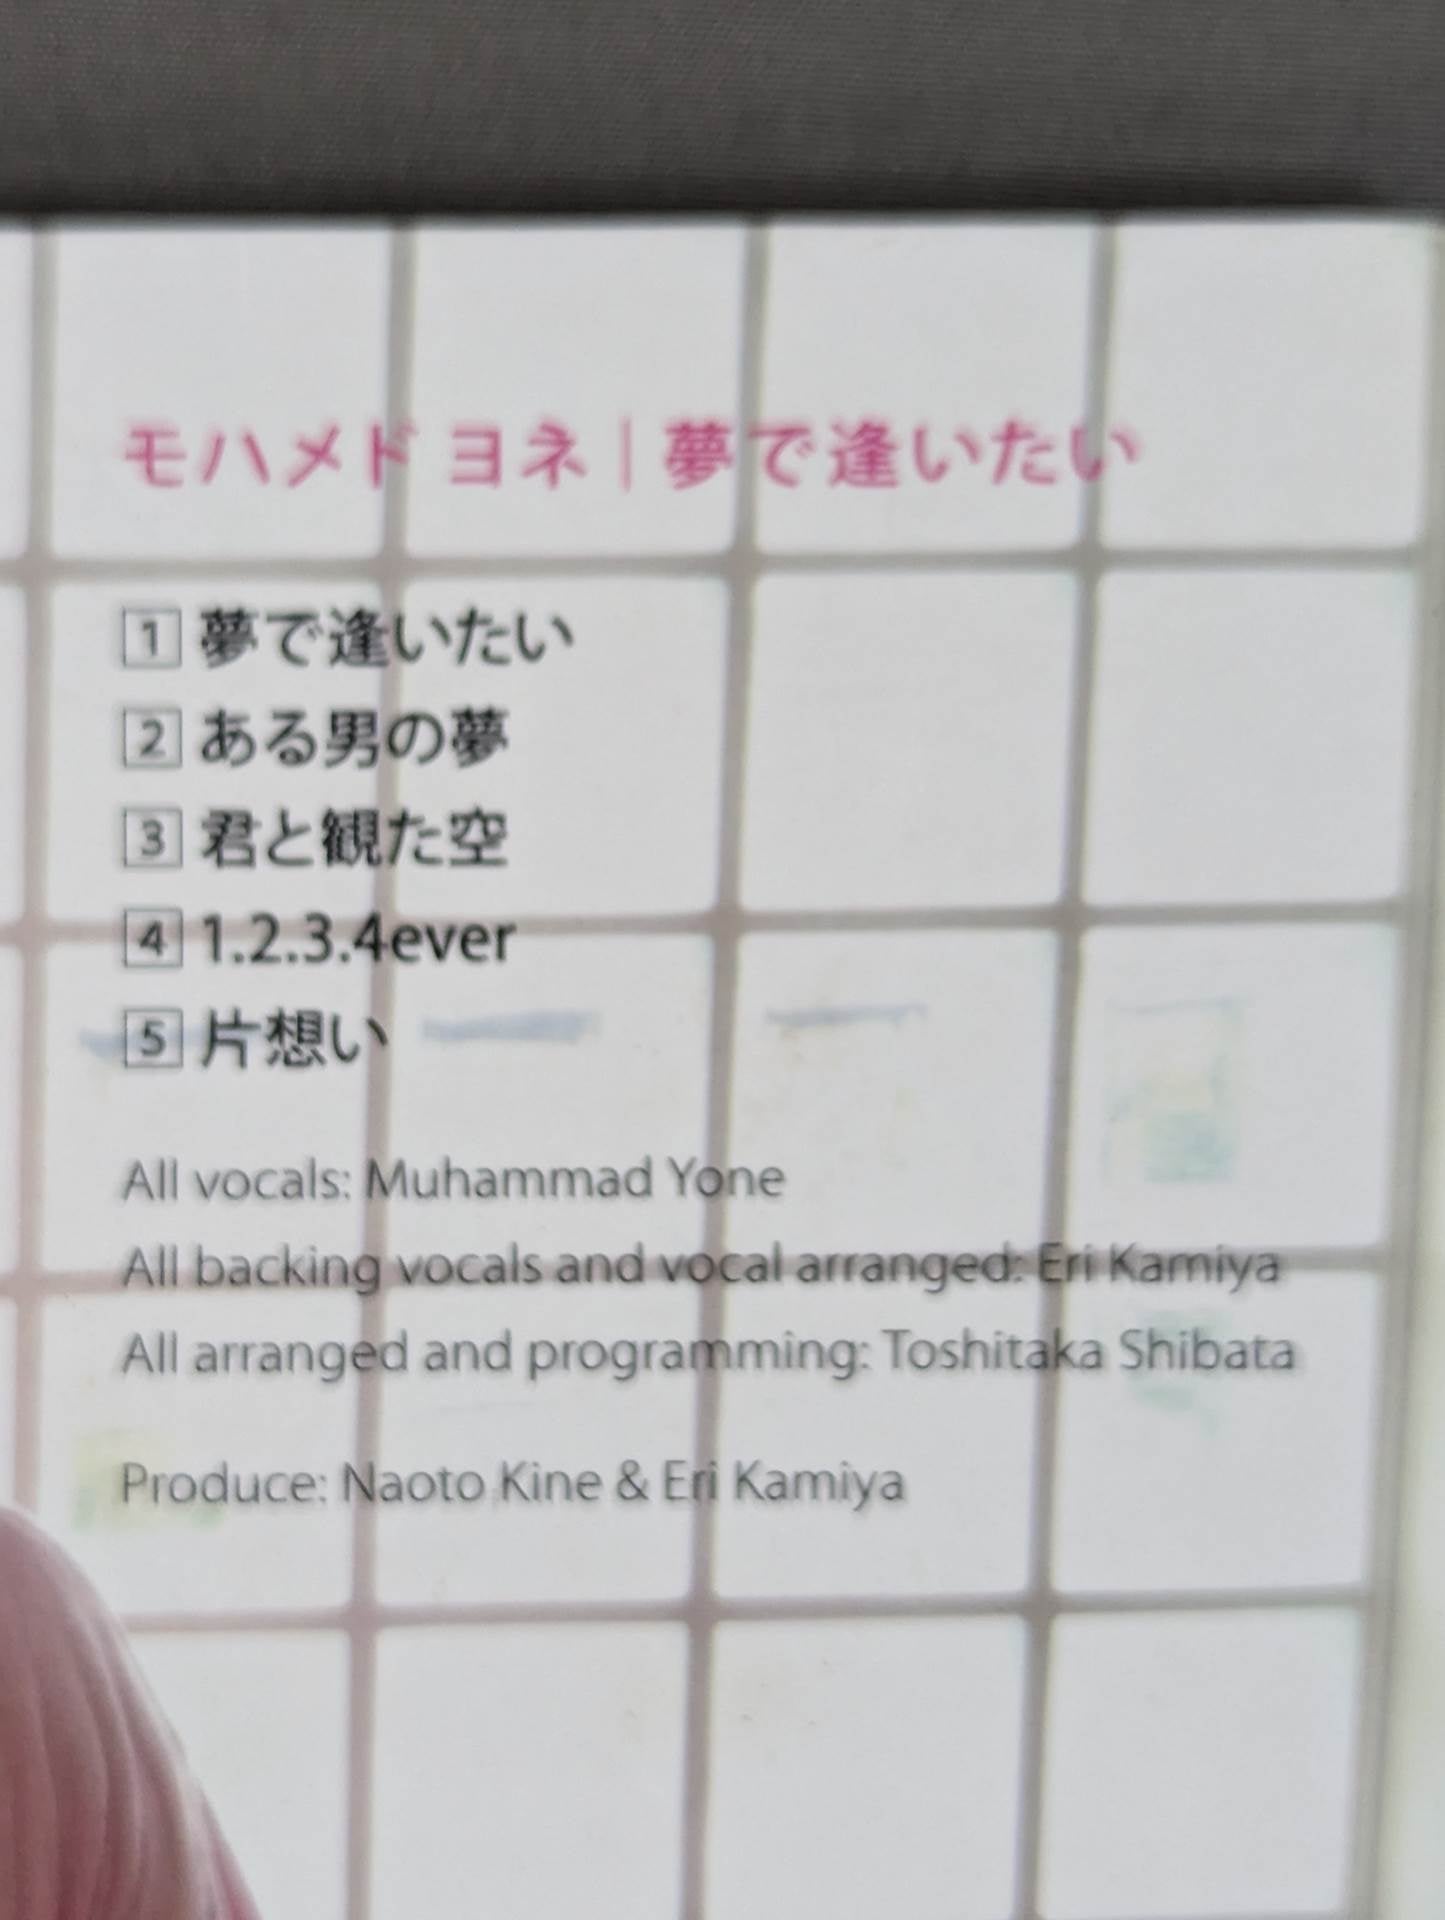 モハメド ヨネ｜夢で逢いたい
1 夢で逢いたい
2 ある男の夢
3 君と観た空
4 1.2.3.4ever
5 片想い
All vocals: Muhammad Yone
All backing vocals and vocal arranged: Eri Kamiya
All arranged and programming: Toshitaka Shibata
Produce: Naoto Kine & Eri Kamiya